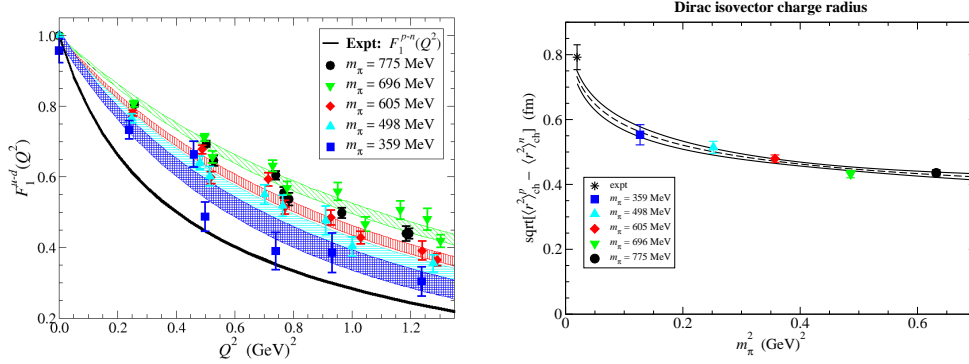 1.0
0.8
0.6
0.4
0.2
0.0 0.2 0.4 0.6 0.8 1.0 1.2
F₁ᵘ⁻ᵈ(Q²)
Q² (GeV)²
Expt: F₁ᵖ⁻ⁿ(Q²)
mπ = 775 MeV
mπ = 696 MeV
mπ = 605 MeV
mπ = 498 MeV
mπ = 359 MeV
Dirac isovector charge radius
0.8
0.6
0.4
0.2
0
0 0.2 0.4 0.6
sqrt[⟨r²⟩ᵖch − ⟨r²⟩ⁿch] (fm)
mπ² (GeV)²
expt
mπ = 359 MeV
mπ = 498 MeV
mπ = 605 MeV
mπ = 696 MeV
mπ = 775 MeV